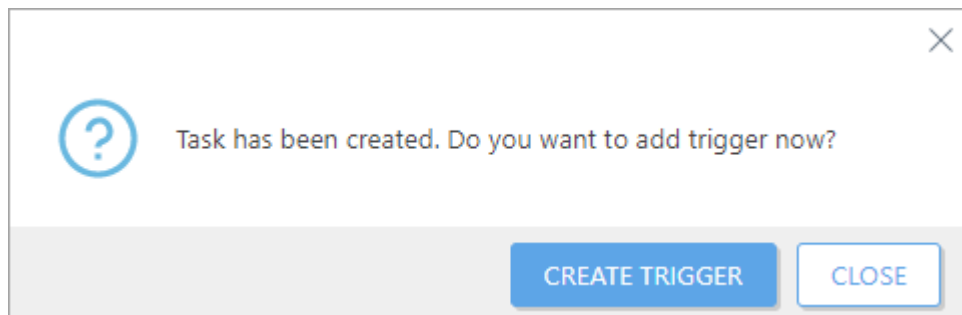 Task has been created. Do you want to add trigger now?
CREATE TRIGGER
CLOSE